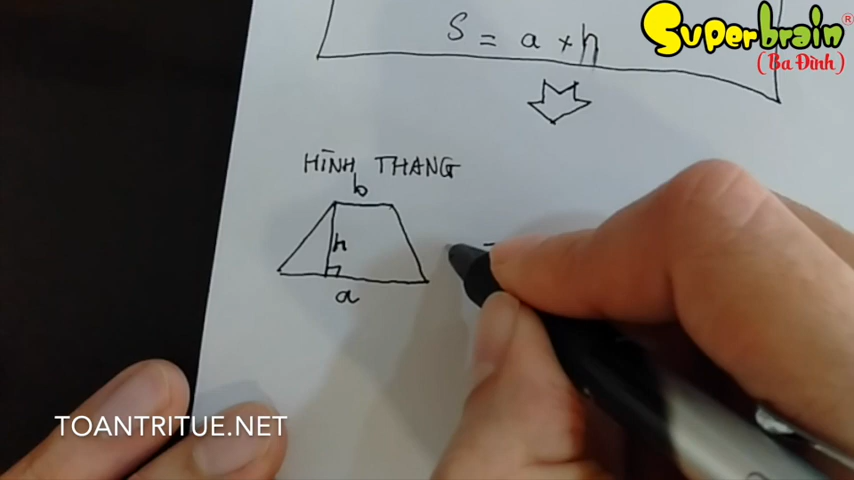 S = a × h
Superbrain®
(Ba Đình)
HÌNH THANG
b
h
a
TOANTRITUE.NET